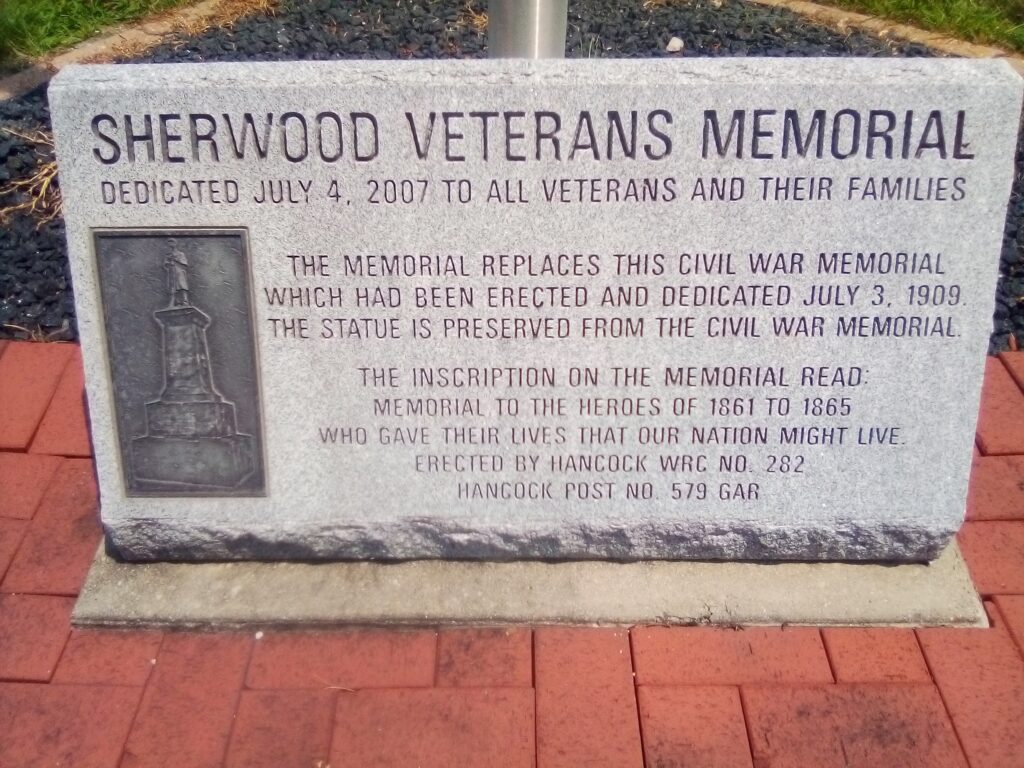 SHERWOOD VETERANS MEMORIAL
DEDICATED JULY 4, 2007 TO ALL VETERANS AND THEIR FAMILIES
THE MEMORIAL REPLACES THIS CIVIL WAR MEMORIAL
WHICH HAD BEEN ERECTED AND DEDICATED JULY 3, 1909.
THE STATUE IS PRESERVED FROM THE CIVIL WAR MEMORIAL.
THE INSCRIPTION ON THE MEMORIAL READ:
MEMORIAL TO THE HEROES OF 1861 TO 1865
WHO GAVE THEIR LIVES THAT OUR NATION MIGHT LIVE.
ERECTED BY HANCOCK WRC NO. 282
HANCOCK POST NO. 579 GAR